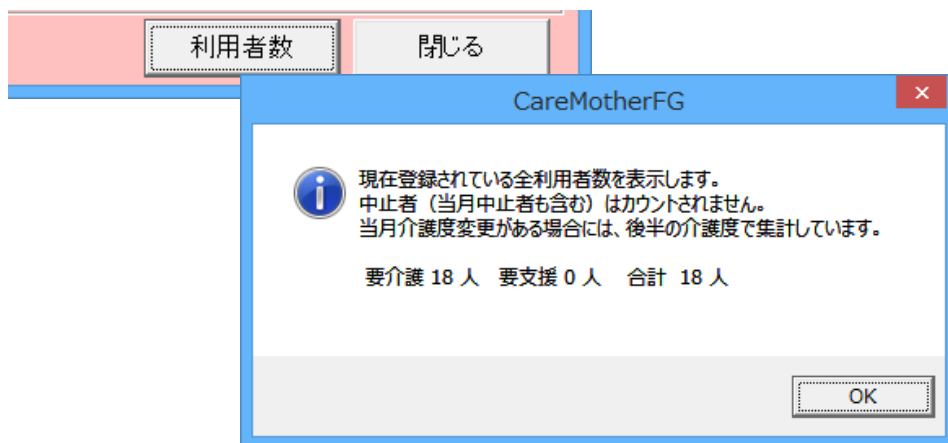 利用者数
閉じる
CareMotherFG
現在登録されている全利用者数を表示します。
中止者（当月中止者も含む）はカウントされません。
当月介護度変更がある場合には、後半の介護度で集計しています。
要介護 18 人 要支援 0 人 合計 18 人
OK